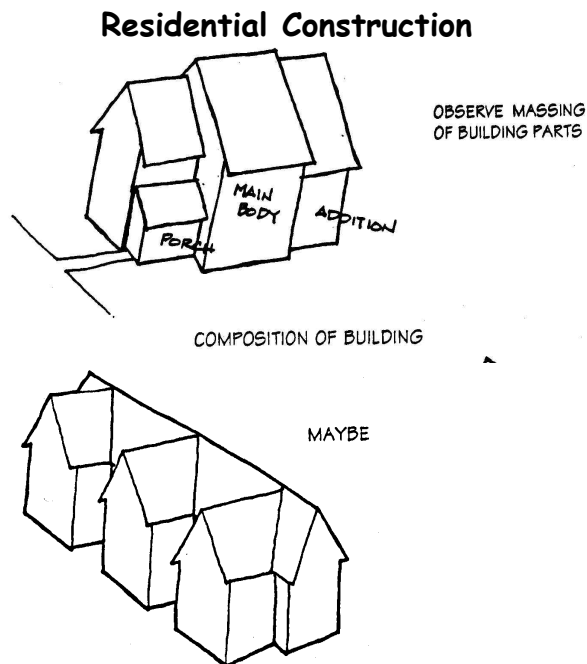 Residential Construction
OBSERVE MASSING
OF BUILDING PARTS
MAIN
BODY
ADDITION
PORCH
COMPOSITION OF BUILDING
MAYBE